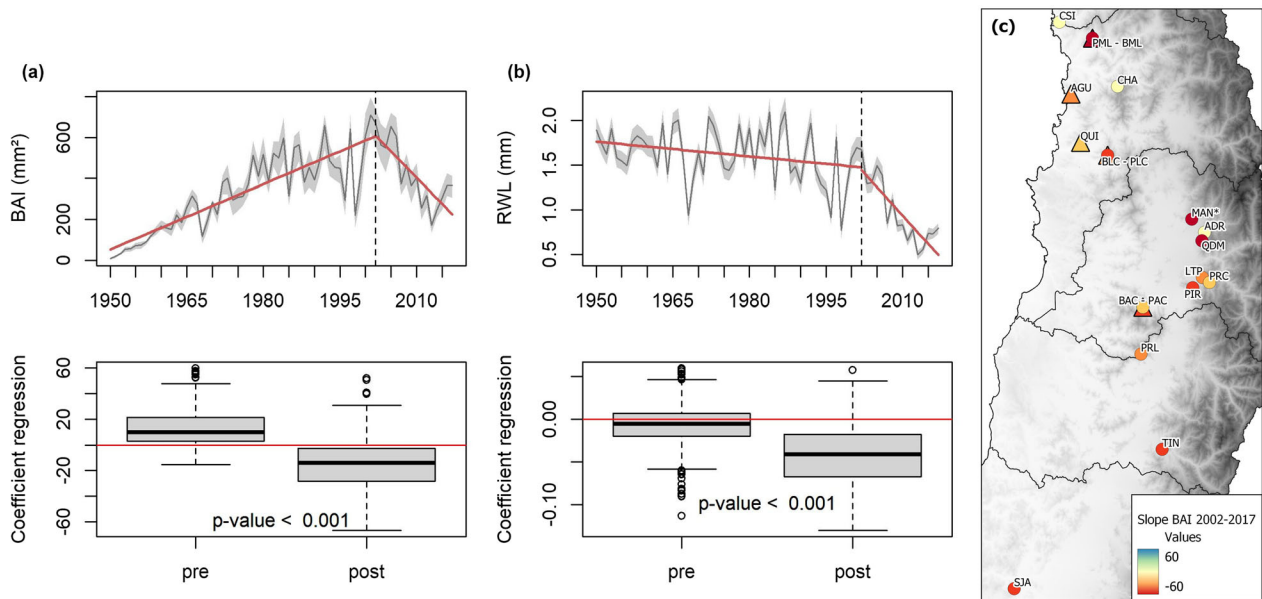 (a)
BAI (mm²)
600
200
0
1950
1965
1980
1995
2010
Coefficient regression
60
20
-20
-60
p-value < 0.001
pre
post
(b)
RWL (mm)
2.0
1.5
1.0
0.5
1950
1965
1980
1995
2010
Coefficient regression
0.00
-0.10
p-value < 0.001
pre
post
(c)
CSI
PML - BML
CHA
AGU
QUI
BLC - PLC
MAN*
ADR
QDM
LTP
PRC
PIR
BAC - PAC
PRL
TIN
SJA
Slope BAI 2002-2017
Values
60
-60